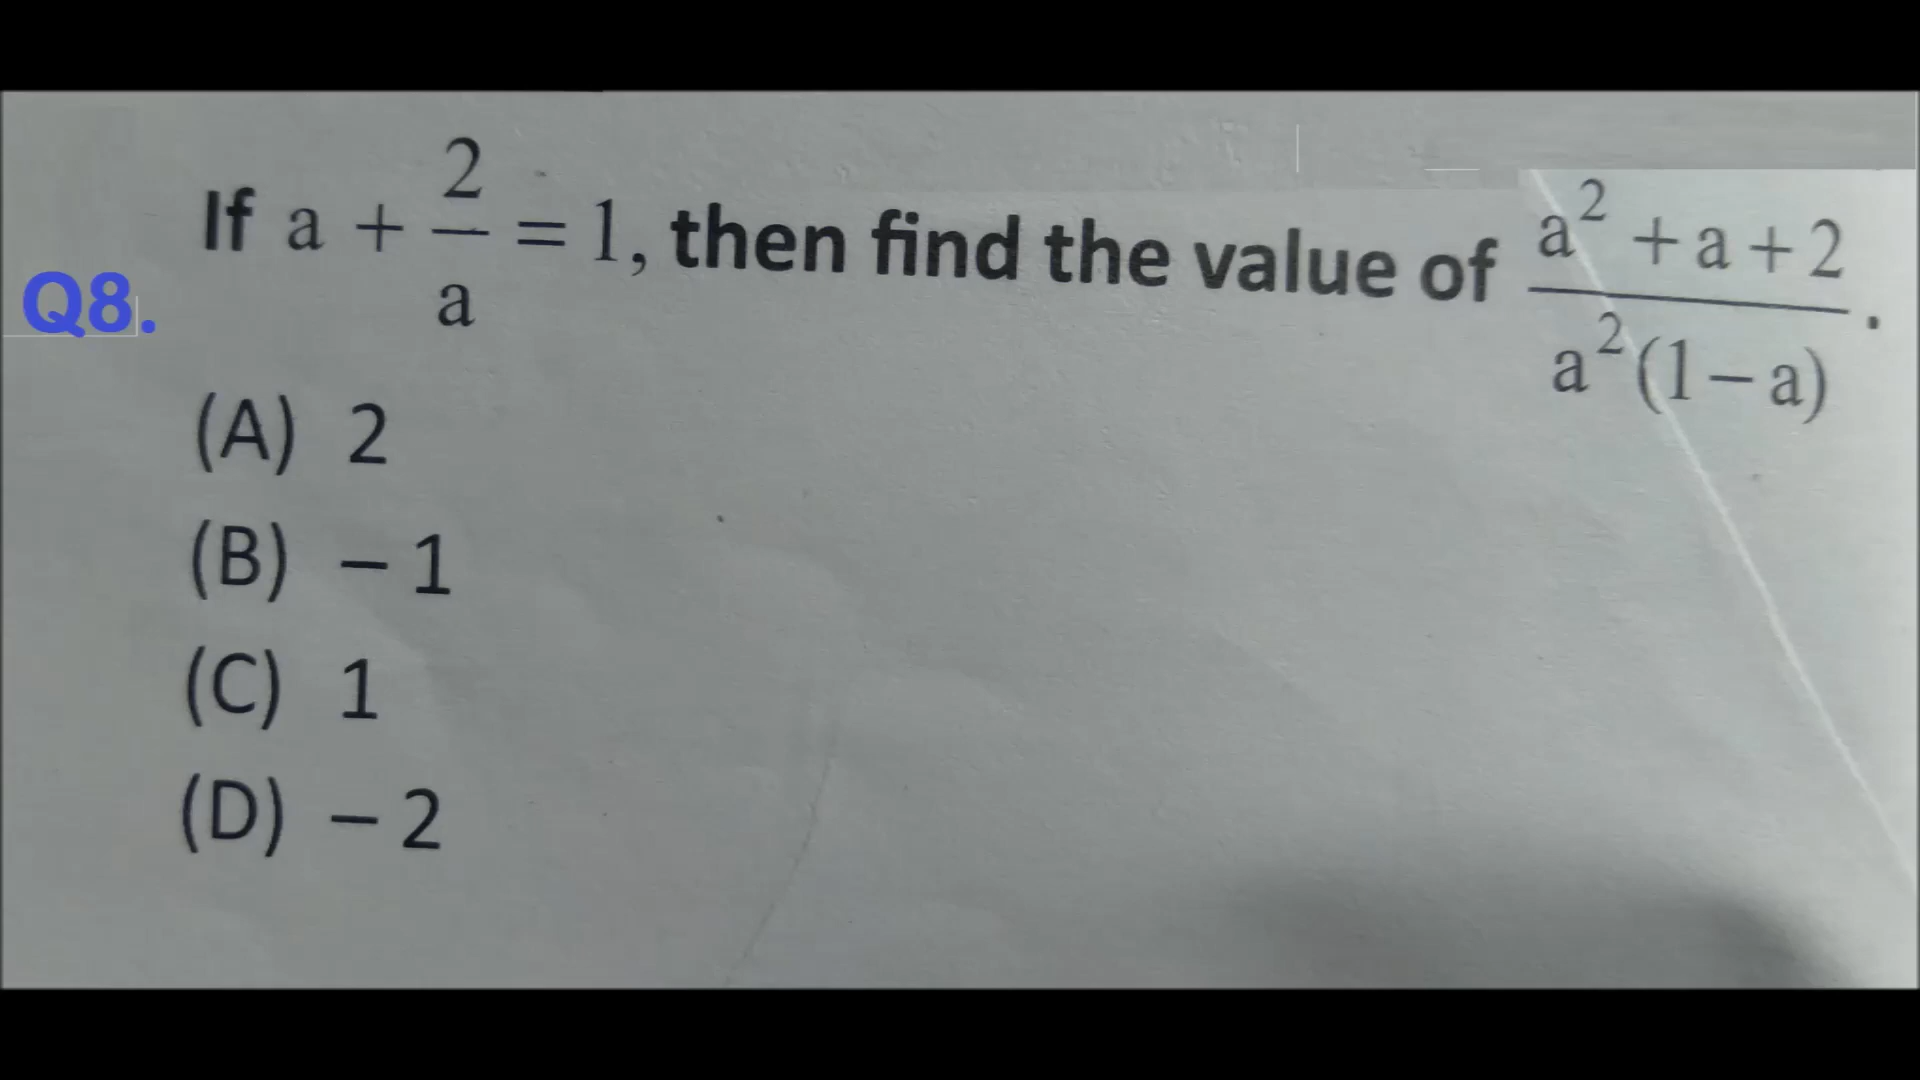 Q8. If a + 2/a = 1, then find the value of (a² + a + 2)/(a²(1 – a)).
(A) 2
(B) – 1
(C) 1
(D) – 2